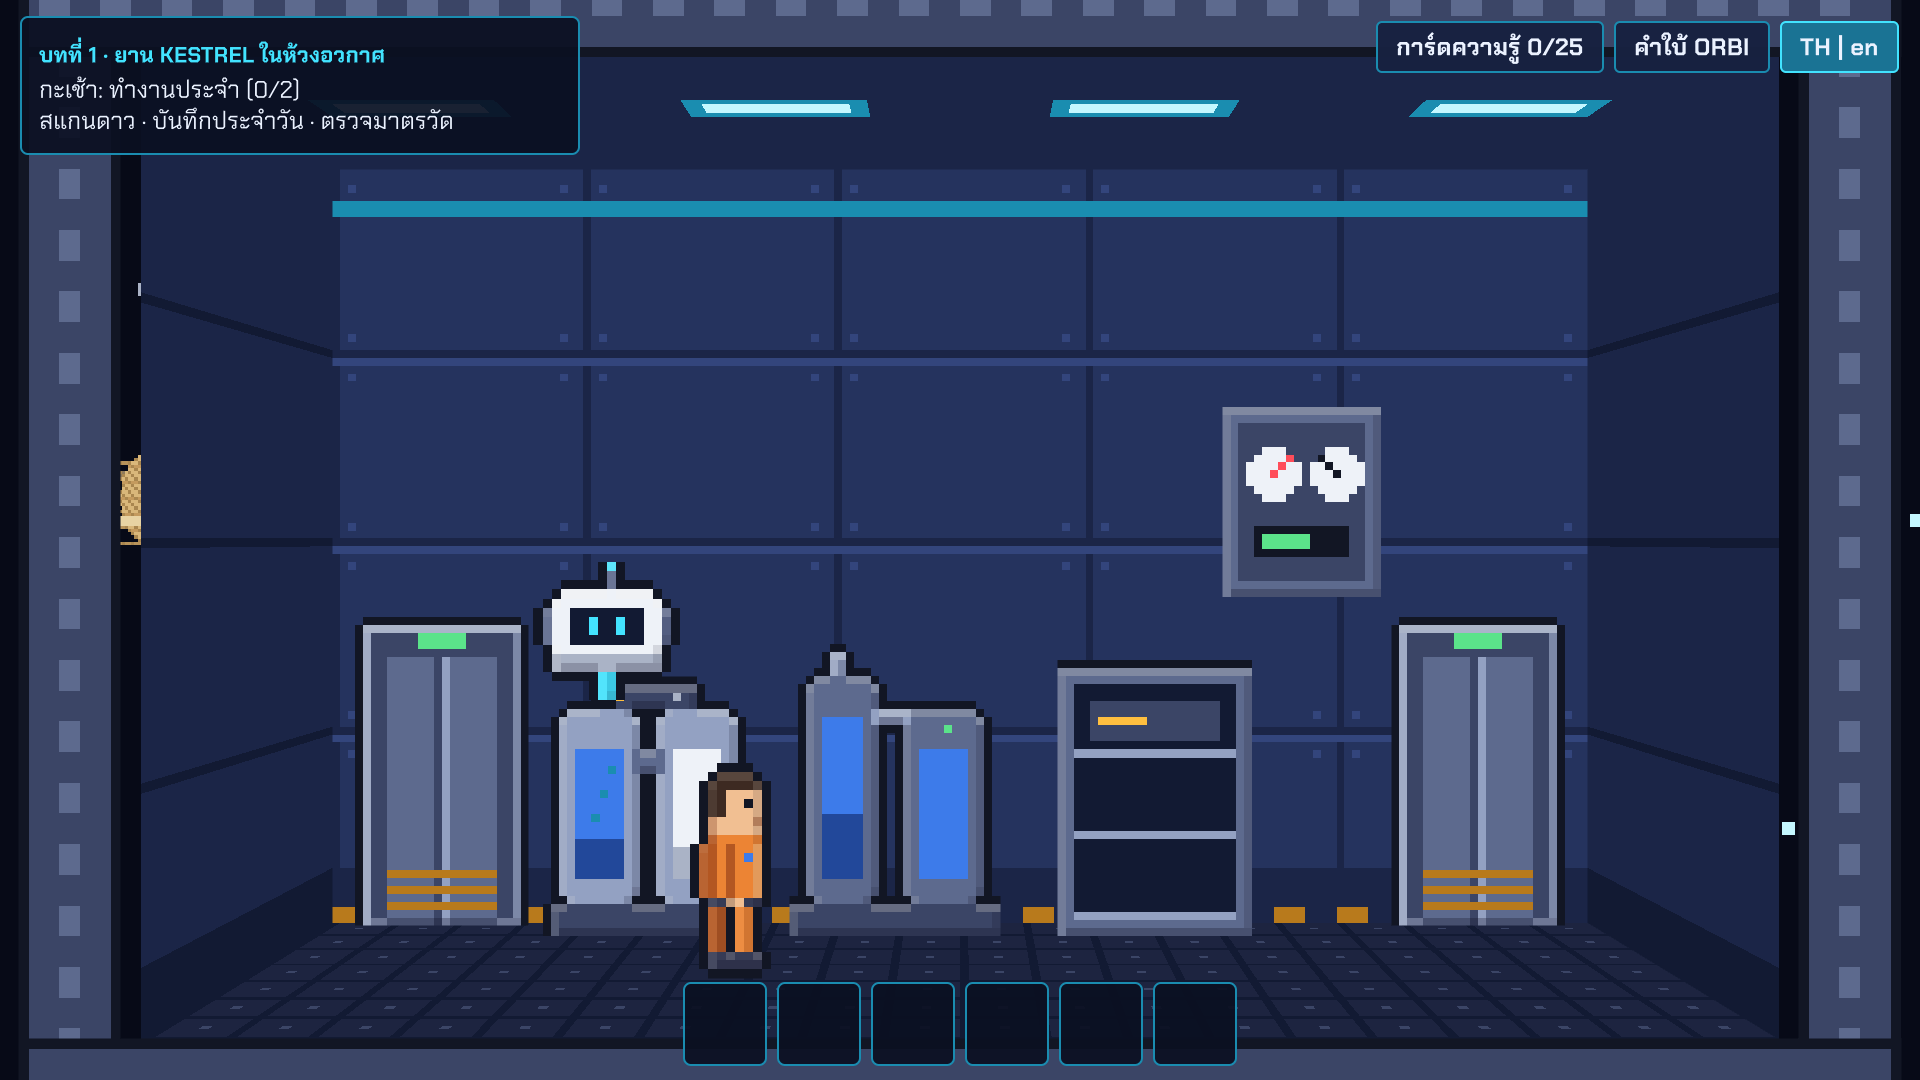 บทที่ 1 · ยาน KESTREL ในห้วงอวกาศ
กะเช้า: ทำงานประจำ (0/2)
สแกนดาว · บันทึกประจำวัน · ตรวจมาตรวัด
การ์ดความรู้ 0/25
คำใบ้ ORBI
TH | en